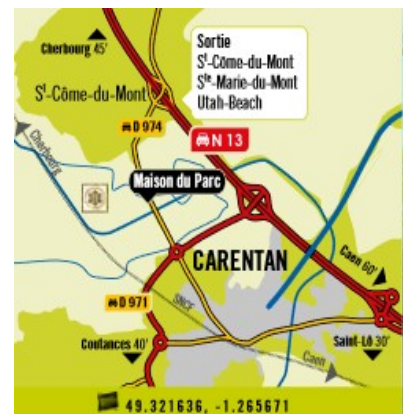 Cherbourg 45'
Sortie
Sᵗ-Côme-du-Mont
Sᵗᵉ-Marie-du-Mont
Utah-Beach
Sᵗ-Côme-du-Mont
D 974
N 13
Cherbourg
Maison du Parc
CARENTAN
Caen 60'
D 971
SNCF
Coutances 40'
Saint-Lô 30'
Caen
49.321636, -1.265671